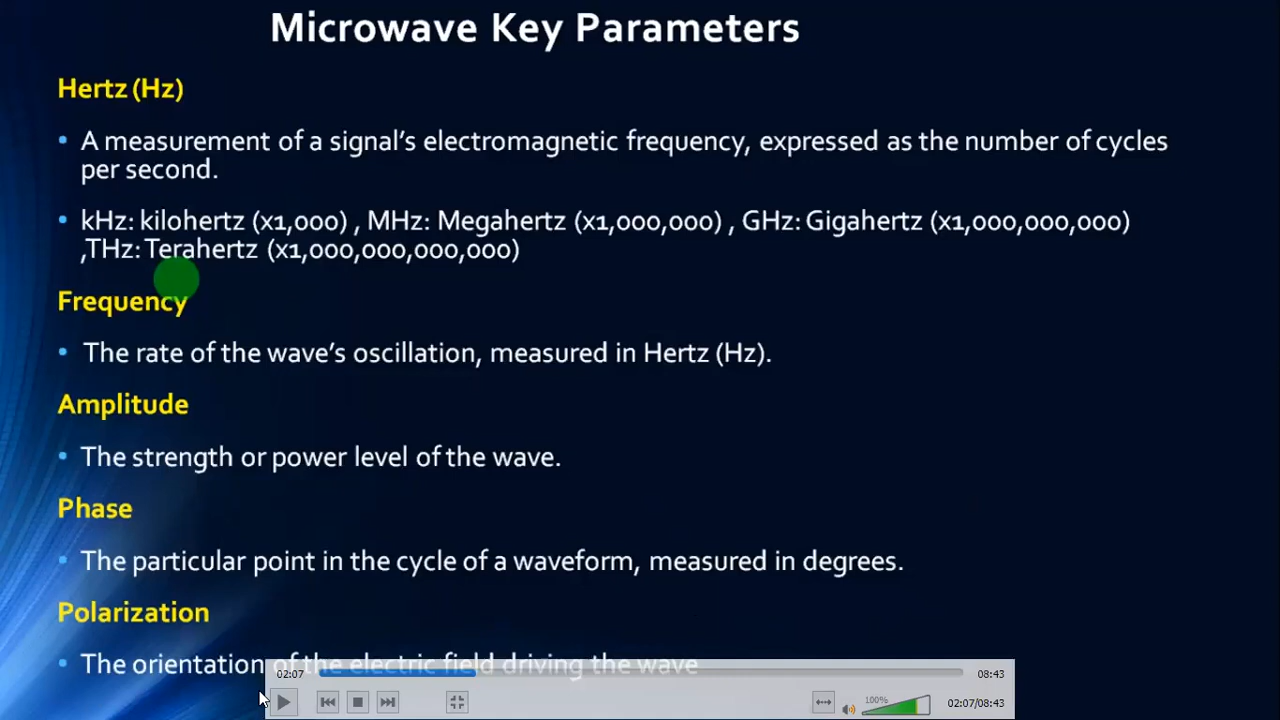 Microwave Key Parameters
Hertz (Hz)
• A measurement of a signal's electromagnetic frequency, expressed as the number of cycles
per second.
• kHz: kilohertz (x1,000) , MHz: Megahertz (x1,000,000) , GHz: Gigahertz (x1,000,000,000)
,THz: Terahertz (x1,000,000,000,000)
Frequency
• The rate of the wave's oscillation, measured in Hertz (Hz).
Amplitude
• The strength or power level of the wave.
Phase
• The particular point in the cycle of a waveform, measured in degrees.
Polarization
• The orientation of the electric field driving the wave
02:07 08:43
100% 02:07/08:43